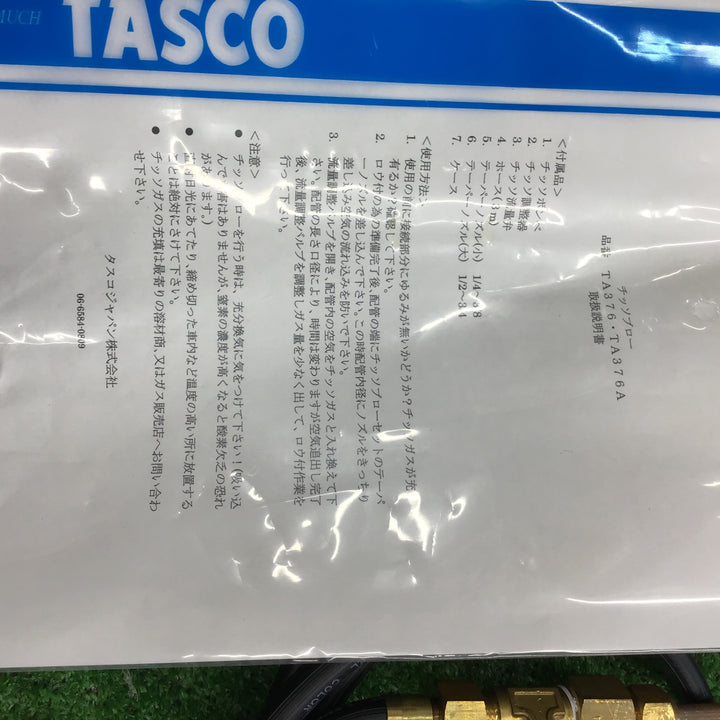 MUCH
TASCO
チッソブロー
品番 TA376・TA376A
取扱説明書
＜付属品＞
1. チッソボンベ
2. チッソ調整器
3. チッソ流量弁
4. ホース(3m)
5. テーパーノズル(小) 1/4～3/8
6. テーパーノズル(大) 1/2～3/4
7. ケース
＜使用方法＞
1. 使用の前に接続部分にゆるみが無いかどうか？チッソガスが充
有るか？確認して下さい。
2. ロウ付の為の準備完了後、配管の端にチッソブローセットのテーパ
ーノズルを差し込んで下さい。この時配管内径にノズルをきっちり
差し込み空気の流れ込みを防いで下さい。
3. 流量調整バルブを開き、配管内の空気をチッソガスと入れ換えて下
さい。配管の長さ口径により、時間は変わりますが空気追出し完了
後、流量調整バルブを調整しガス量を少なく出して、ロウ付作業を
行って下さい。
＜注意＞
● チッソブローを行う時は、充分換気に気をつけて下さい！(吸い込
んでも害はありませんが、窒素の濃度が高くなると酸素欠乏の恐れ
があります。)
● 直射日光にあてたり、締め切った車内など温度の高い所に放置する
ことは絶対にさけて下さい。
● チッソガスの充填は最寄りの溶材商、又はガス販売店へお問い合わ
せ下さい。
タスコジャパン株式会社
06-6584-0809
COLOR